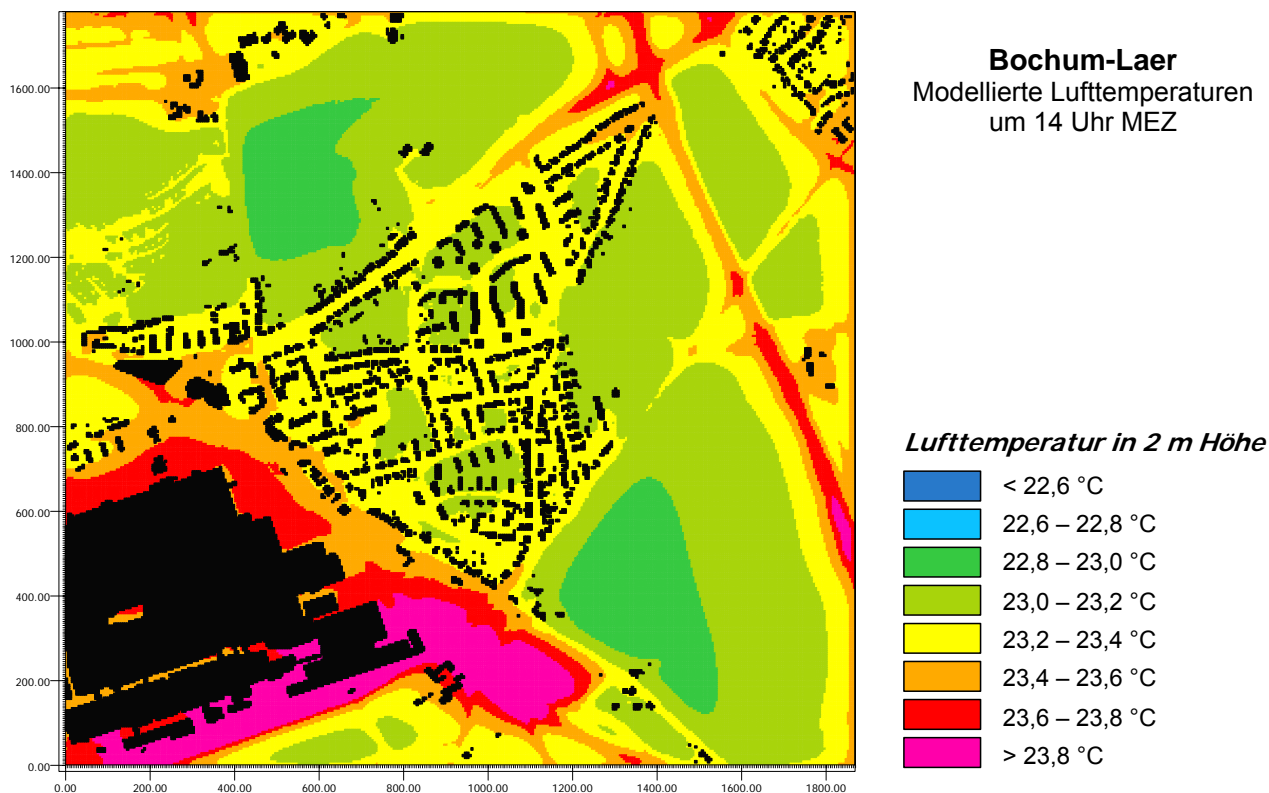 Bochum-Laer
Modellierte Lufttemperaturen
um 14 Uhr MEZ
1600.00
1400.00
1200.00
1000.00
800.00
600.00
400.00
200.00
0.00
0.00 200.00 400.00 600.00 800.00 1000.00 1200.00 1400.00 1600.00 1800.00
Lufttemperatur in 2 m Höhe
< 22,6 °C
22,6 – 22,8 °C
22,8 – 23,0 °C
23,0 – 23,2 °C
23,2 – 23,4 °C
23,4 – 23,6 °C
23,6 – 23,8 °C
> 23,8 °C